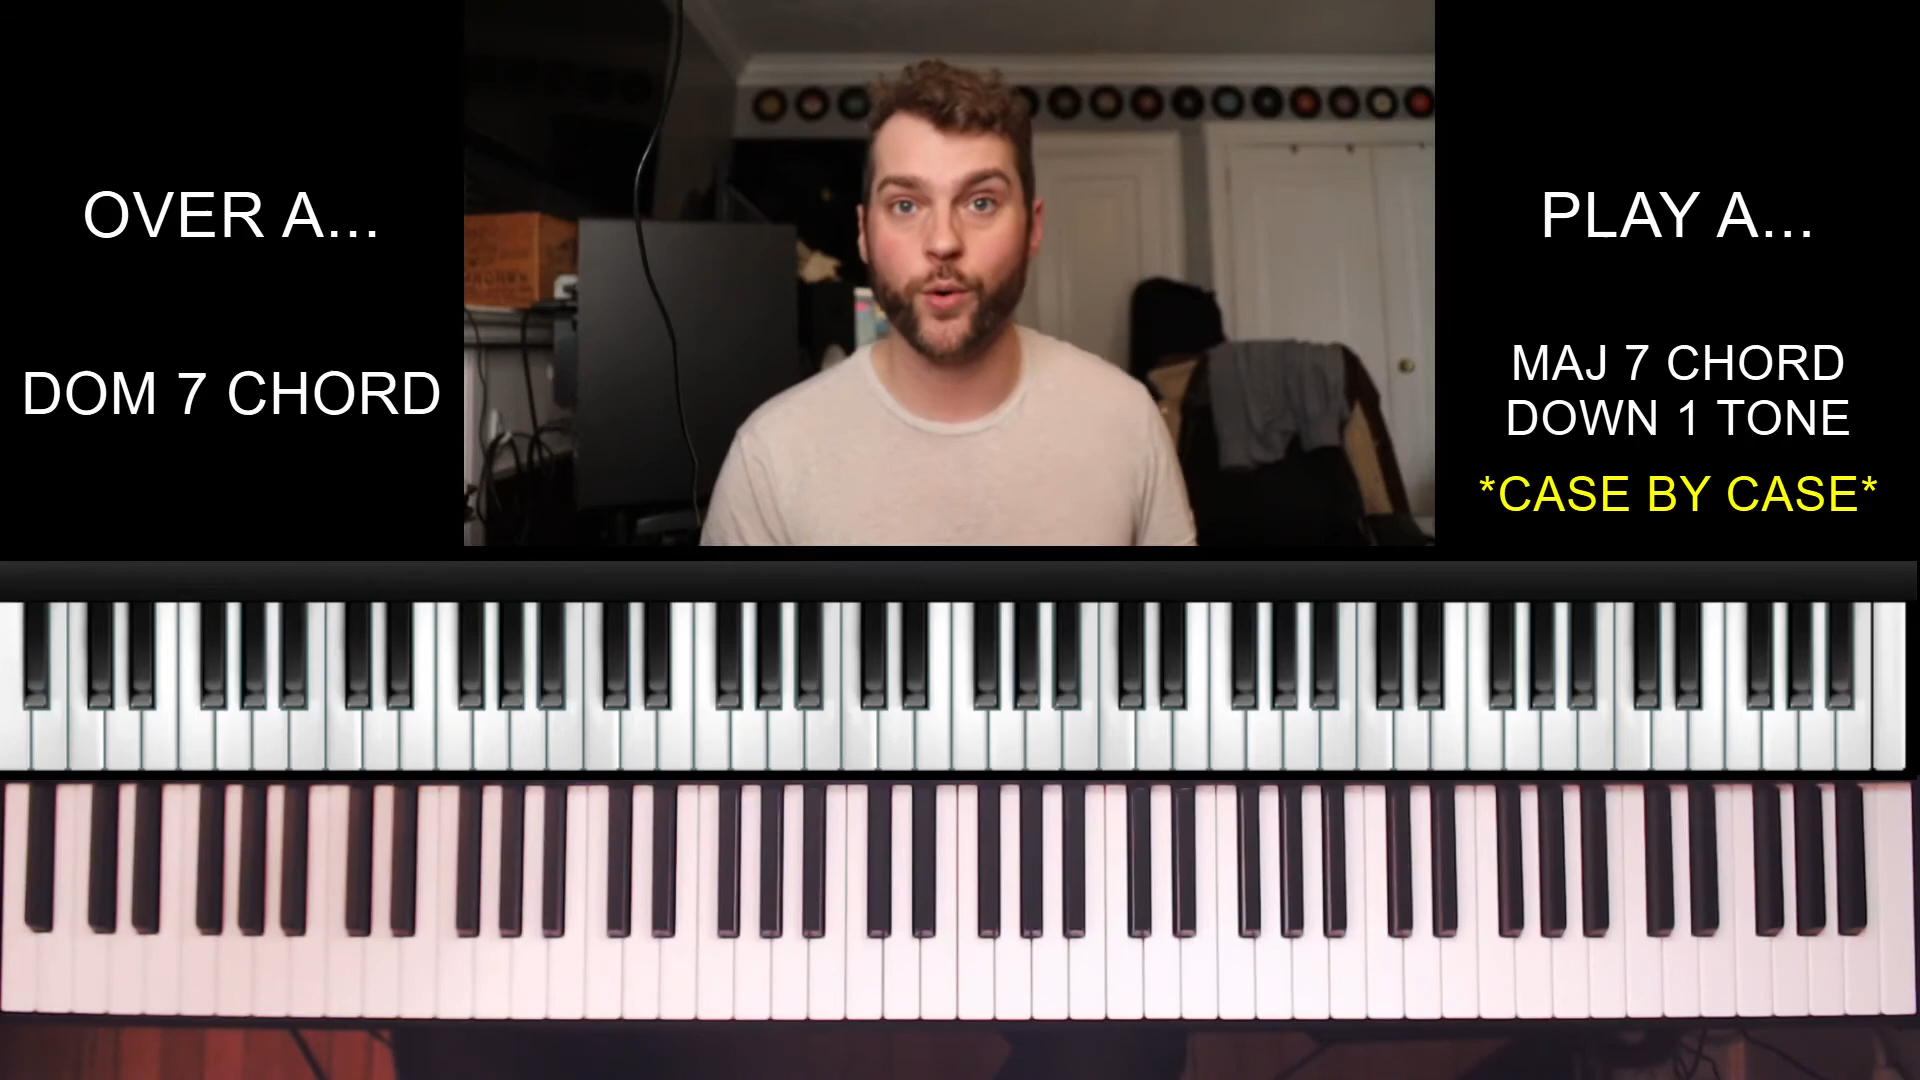 OVER A...
DOM 7 CHORD
PLAY A...
MAJ 7 CHORD
DOWN 1 TONE
*CASE BY CASE*